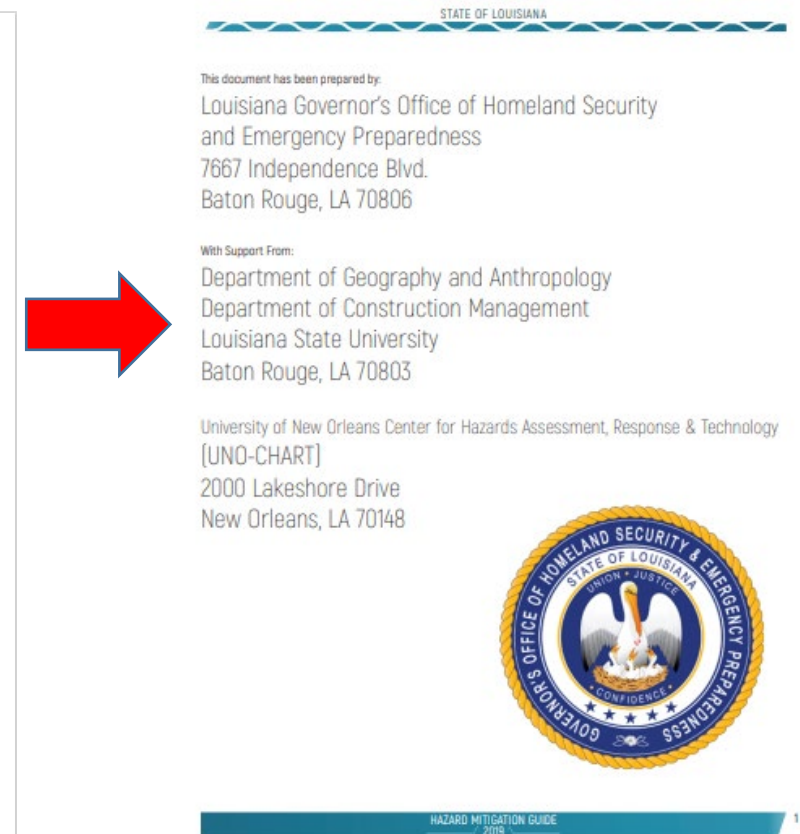 STATE OF LOUISIANA
This document has been prepared by:
Louisiana Governor's Office of Homeland Security
and Emergency Preparedness
7667 Independence Blvd.
Baton Rouge, LA 70806
With Support From:
Department of Geography and Anthropology
Department of Construction Management
Louisiana State University
Baton Rouge, LA 70803
University of New Orleans Center for Hazards Assessment, Response & Technology
(UNO-CHART)
2000 Lakeshore Drive
New Orleans, LA 70148
GOVERNOR'S OFFICE OF HOMELAND SECURITY & EMERGENCY PREPAREDNESS
STATE OF LOUISIANA
UNION • JUSTICE
• CONFIDENCE •
HAZARD MITIGATION GUIDE
2019
1